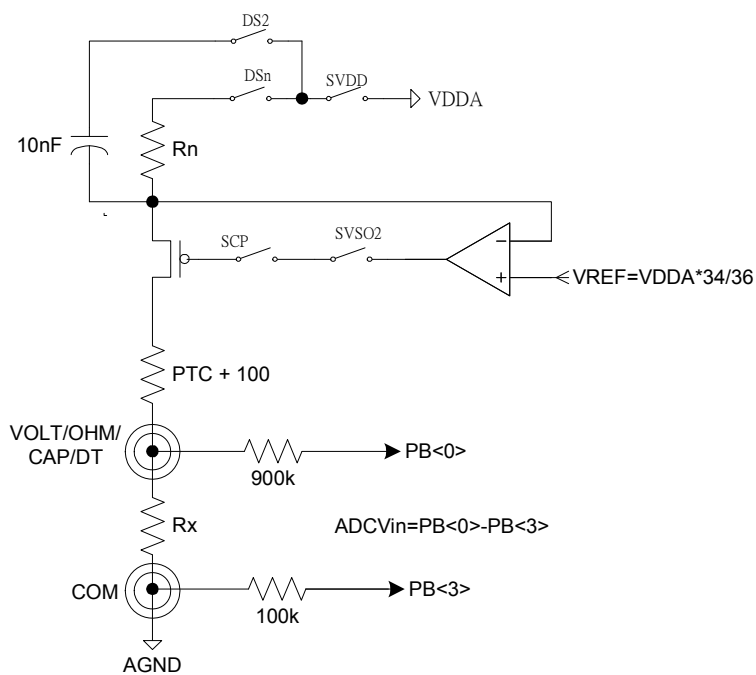 DS2
DSn
SVDD
VDDA
10nF
Rn
SCP
SVSO2
−
+
VREF=VDDA*34/36
PTC + 100
VOLT/OHM/
CAP/DT
900k
PB<0>
Rx
ADCVin=PB<0>-PB<3>
COM
100k
PB<3>
AGND